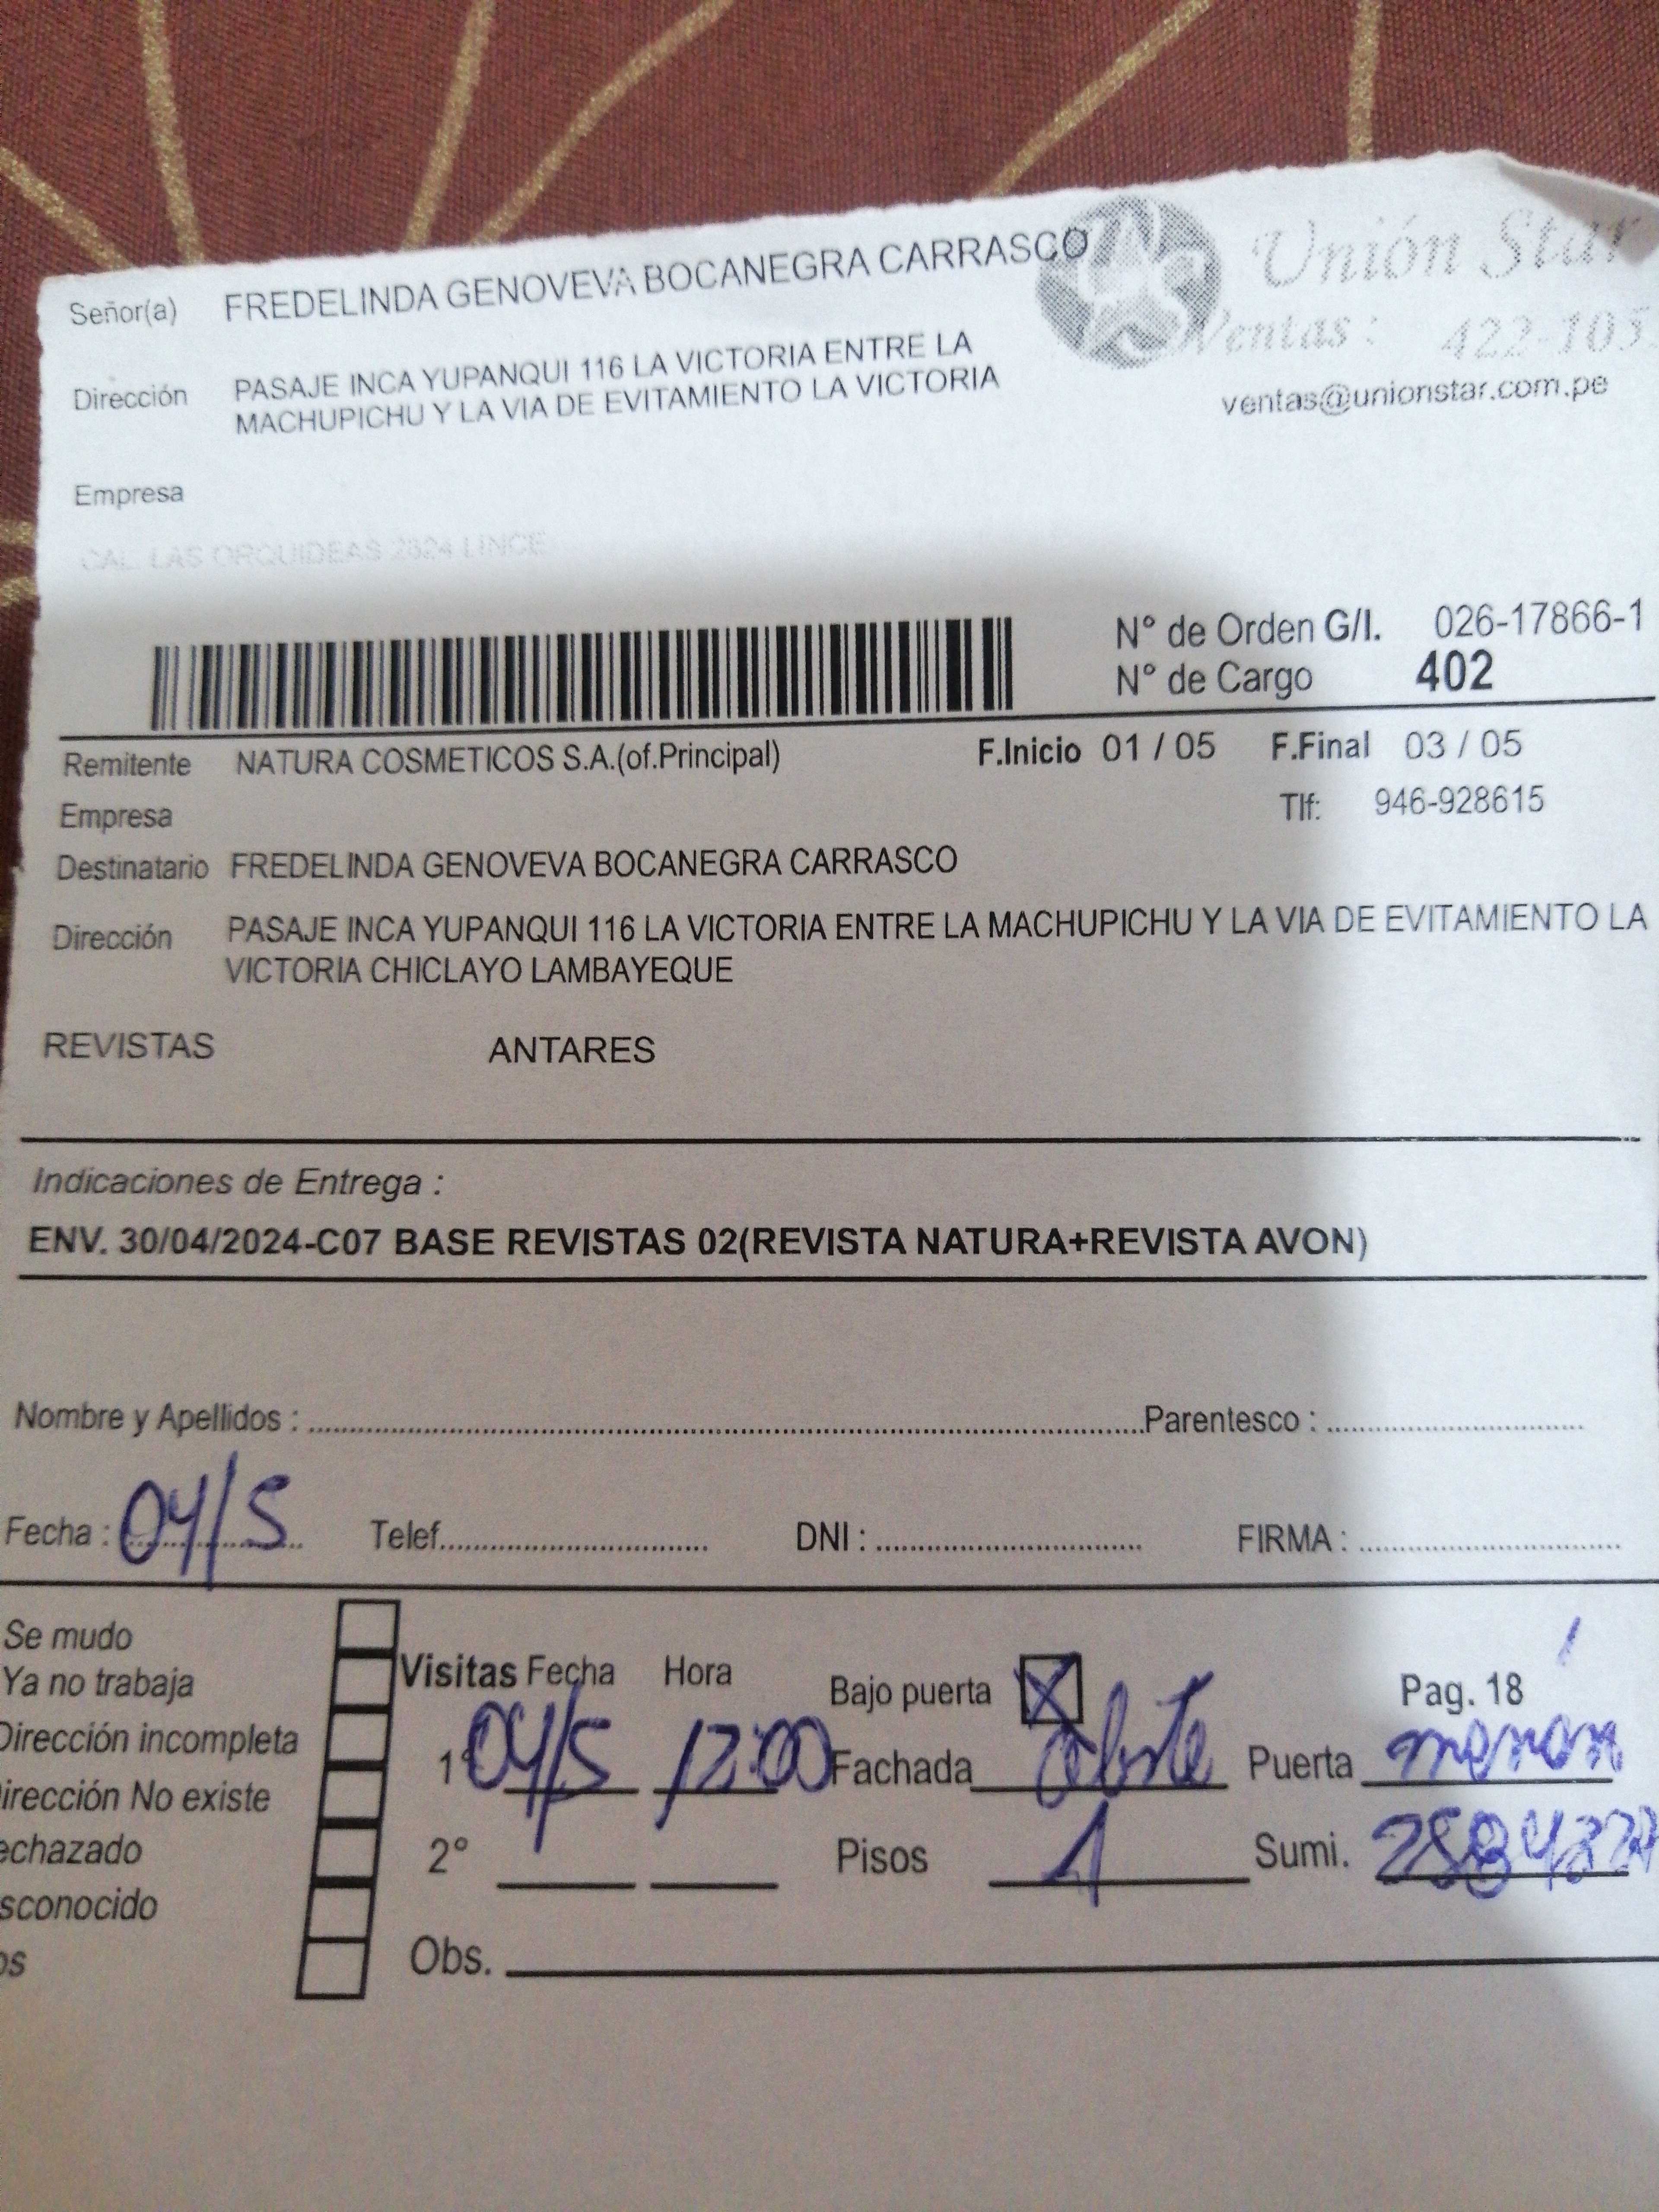 Señor(a) FREDELINDA GENOVEVA BOCANEGRA CARRASCO
Unión Star
Ventas : 422-105
Dirección PASAJE INCA YUPANQUI 116 LA VICTORIA ENTRE LA
MACHUPICHU Y LA VIA DE EVITAMIENTO LA VICTORIA
ventas@unionstar.com.pe
Empresa
CAL. LAS ORQUIDEAS 2624 LINCE
N° de Orden G/I. 026-17866-1
N° de Cargo 402
Remitente NATURA COSMETICOS S.A.(of.Principal) F.Inicio 01 / 05 F.Final 03 / 05
Empresa Tlf: 946-928615
Destinatario FREDELINDA GENOVEVA BOCANEGRA CARRASCO
Dirección PASAJE INCA YUPANQUI 116 LA VICTORIA ENTRE LA MACHUPICHU Y LA VIA DE EVITAMIENTO LA
VICTORIA CHICLAYO LAMBAYEQUE
REVISTAS ANTARES
Indicaciones de Entrega :
ENV. 30/04/2024-C07 BASE REVISTAS 02(REVISTA NATURA+REVISTA AVON)
Nombre y Apellidos : Parentesco :
Fecha : 04/5 Telef. DNI : FIRMA :
Se mudo
Ya no trabaja
Dirección incompleta
irección No existe
echazado
sconocido
os
Visitas Fecha Hora
1° 04/5 12:00
2°
Bajo puerta X Pag. 18
Fachada Puerta
Pisos 1 Sumi.
Obs.